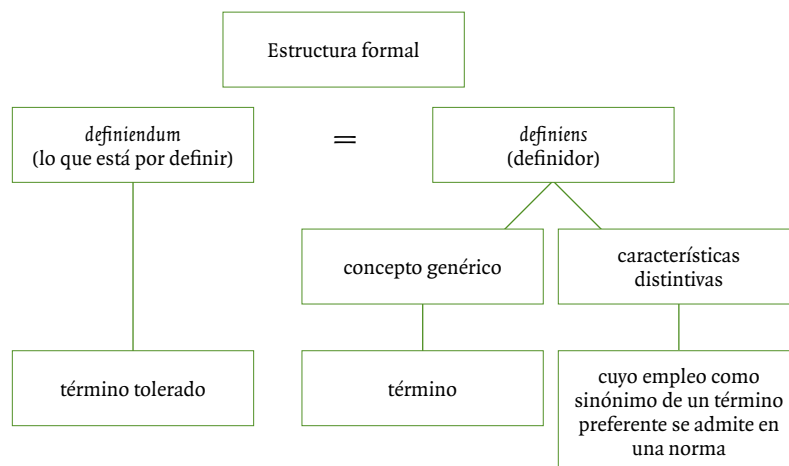 Estructura formal
definiendum
(lo que está por definir)
=
definiens
(definidor)
concepto genérico
características
distintivas
término tolerado
término
cuyo empleo como
sinónimo de un término
preferente se admite en
una norma